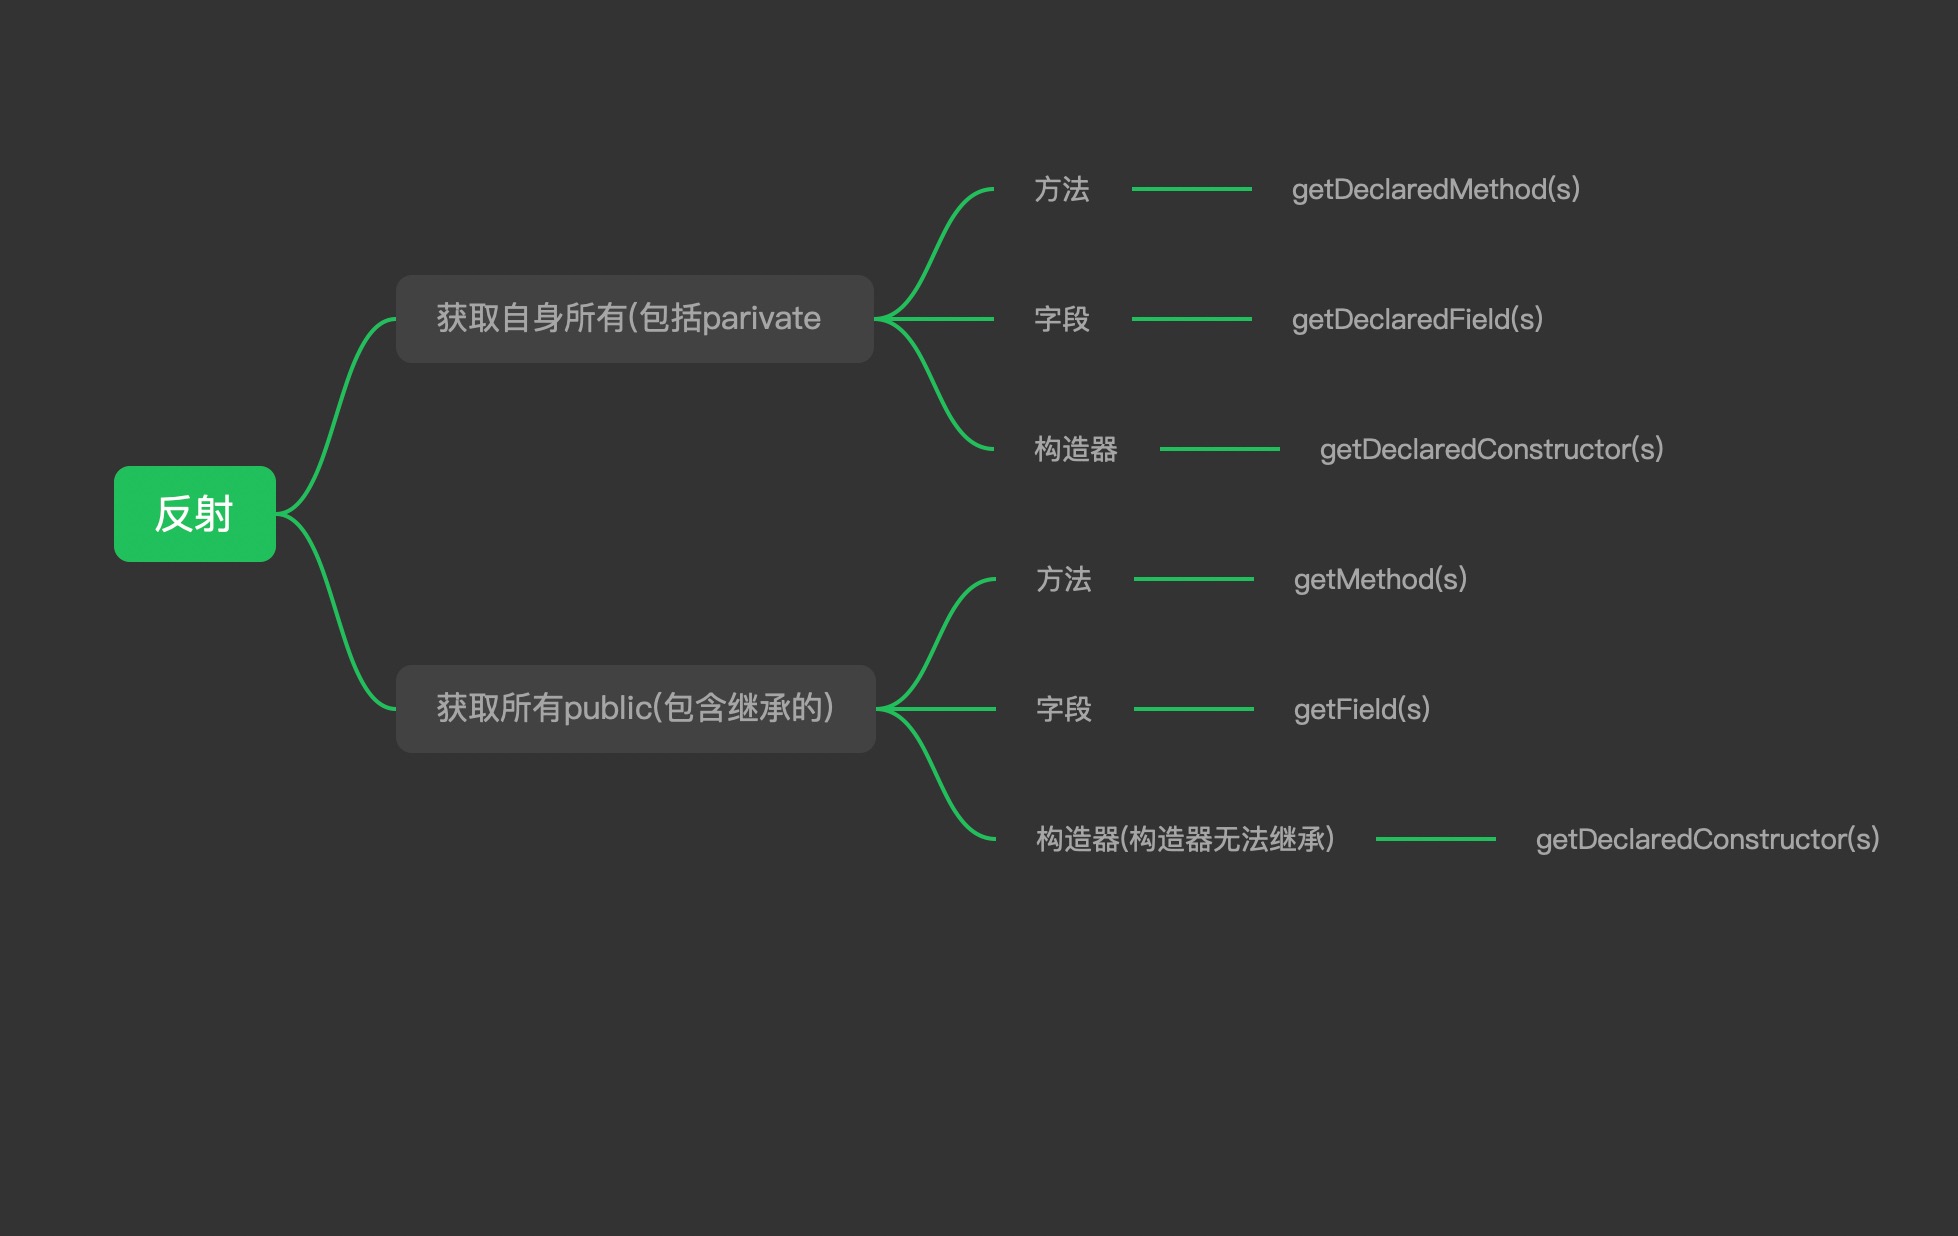 反射
获取自身所有(包括parivate
方法
getDeclaredMethod(s)
字段
getDeclaredField(s)
构造器
getDeclaredConstructor(s)
获取所有public(包含继承的)
方法
getMethod(s)
字段
getField(s)
构造器(构造器无法继承)
getDeclaredConstructor(s)